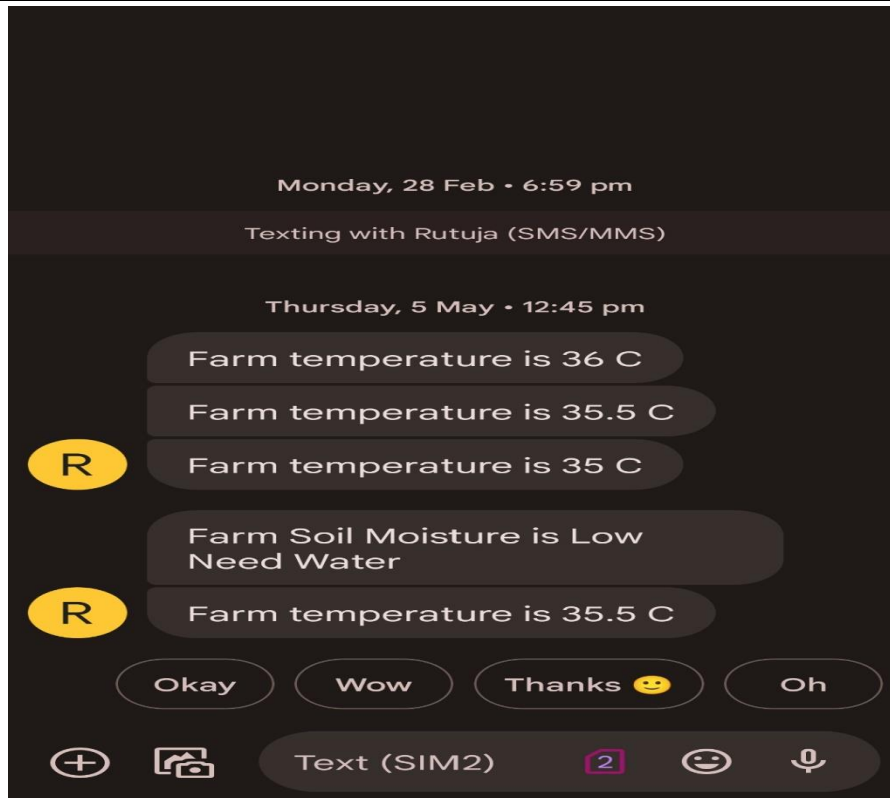 Monday, 28 Feb • 6:59 pm
Texting with Rutuja (SMS/MMS)
Thursday, 5 May • 12:45 pm
Farm temperature is 36 C
Farm temperature is 35.5 C
R
Farm temperature is 35 C
Farm Soil Moisture is Low
Need Water
R
Farm temperature is 35.5 C
Okay
Wow
Thanks 🙂
Oh
Text (SIM2)
2